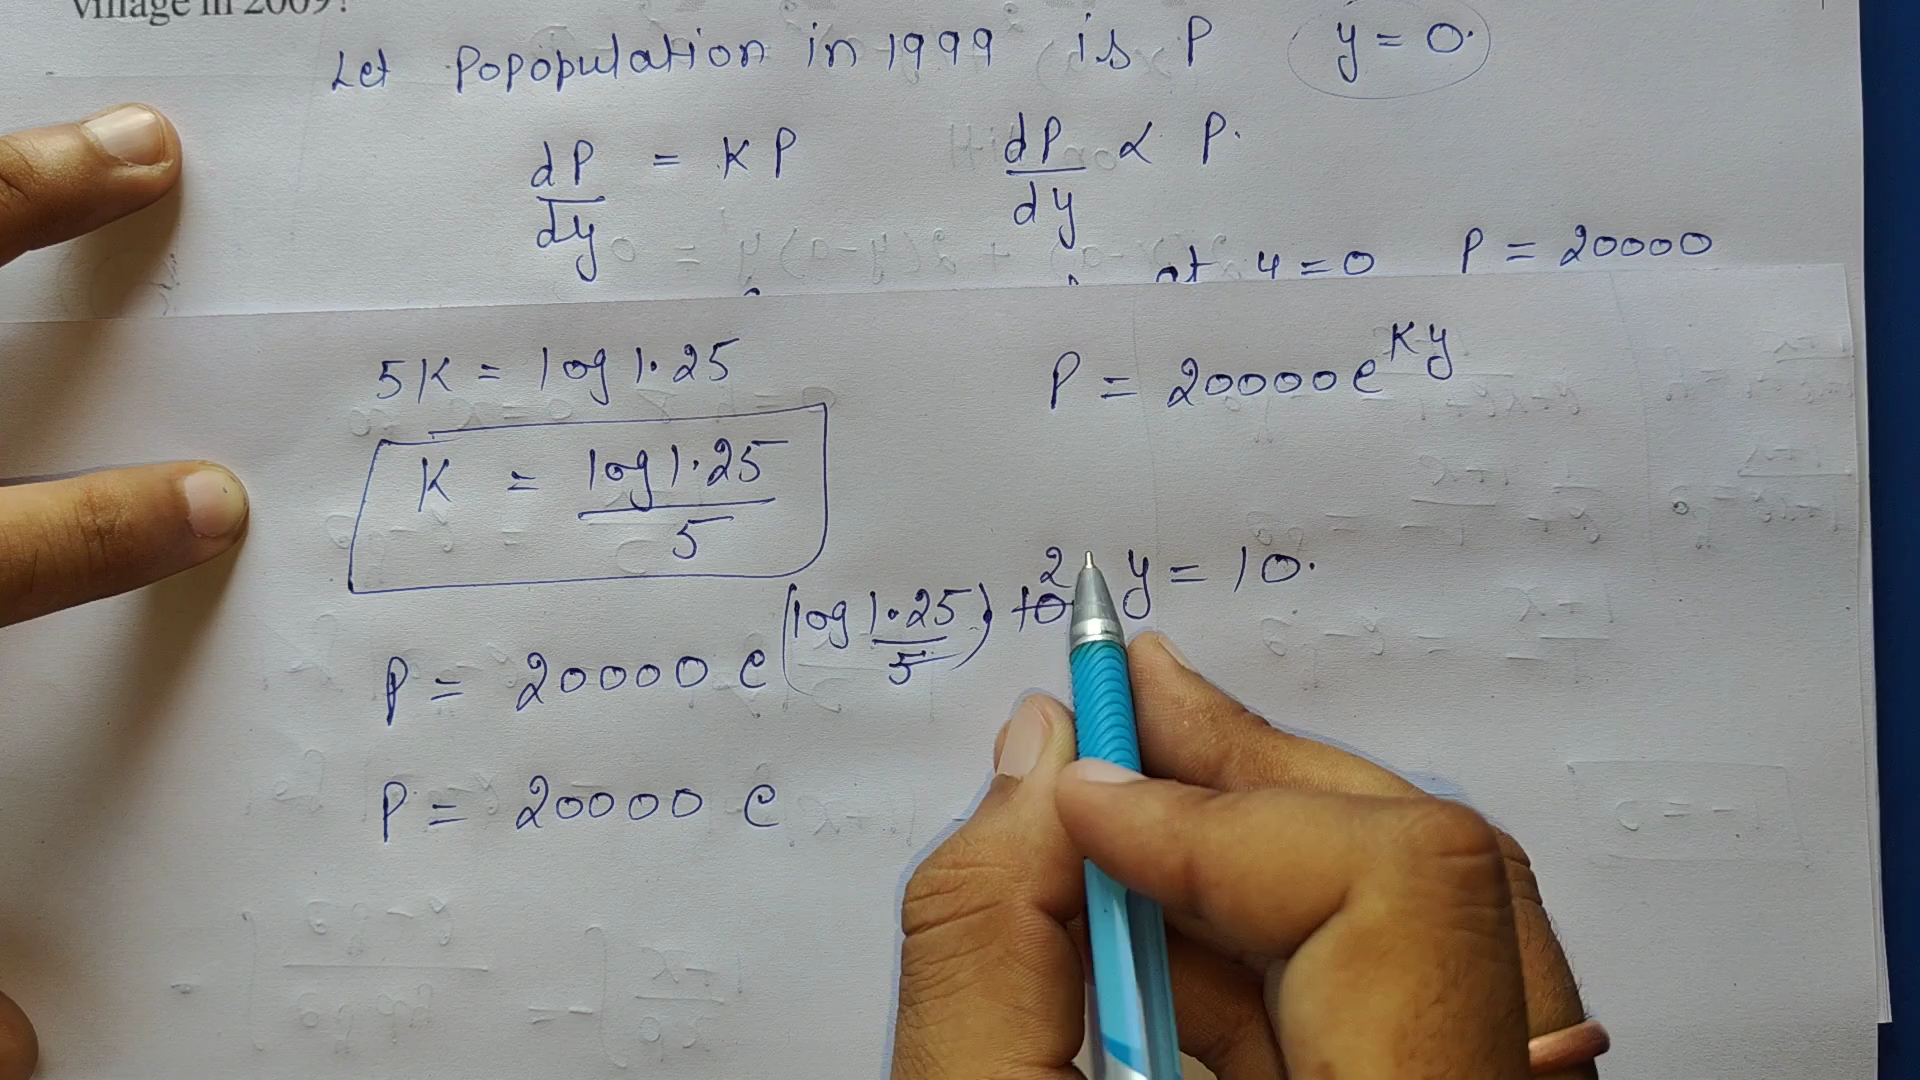 village in 2009?
Let Popopulation in 1999 is P y = 0.
dP/dy = KP dP/dy ∝ P.
at y = 0 P = 20000
5K = log 1.25 P = 20000 e^Ky
K = log 1.25/5
y = 10.
P = 20000 e^(log 1.25/5) 10 2
P = 20000 e